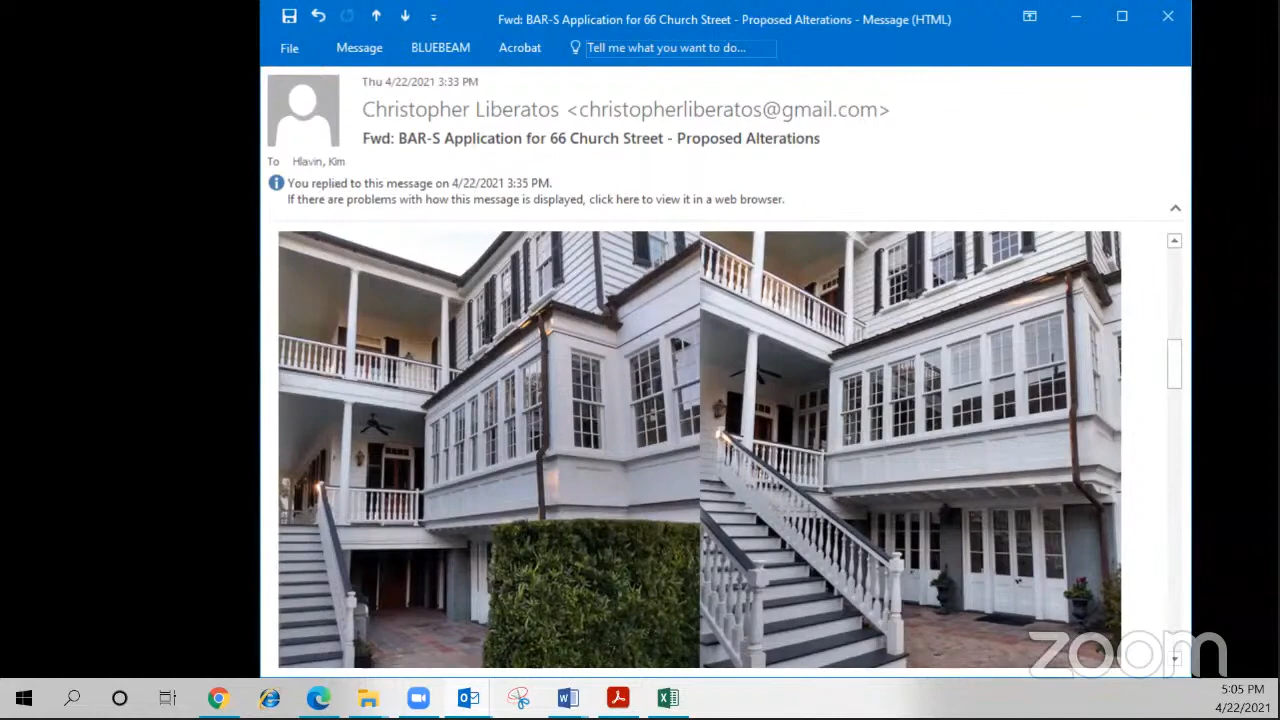 Fwd: BAR-S Application for 66 Church Street - Proposed Alterations - Message (HTML)
File Message BLUEBEAM Acrobat Tell me what you want to do...
Thu 4/22/2021 3:33 PM
Christopher Liberatos <christopherliberatos@gmail.com>
Fwd: BAR-S Application for 66 Church Street - Proposed Alterations
To Hlavin, Kim
You replied to this message on 4/22/2021 3:35 PM.
If there are problems with how this message is displayed, click here to view it in a web browser.
zoom
5:05 PM
4/22/2021